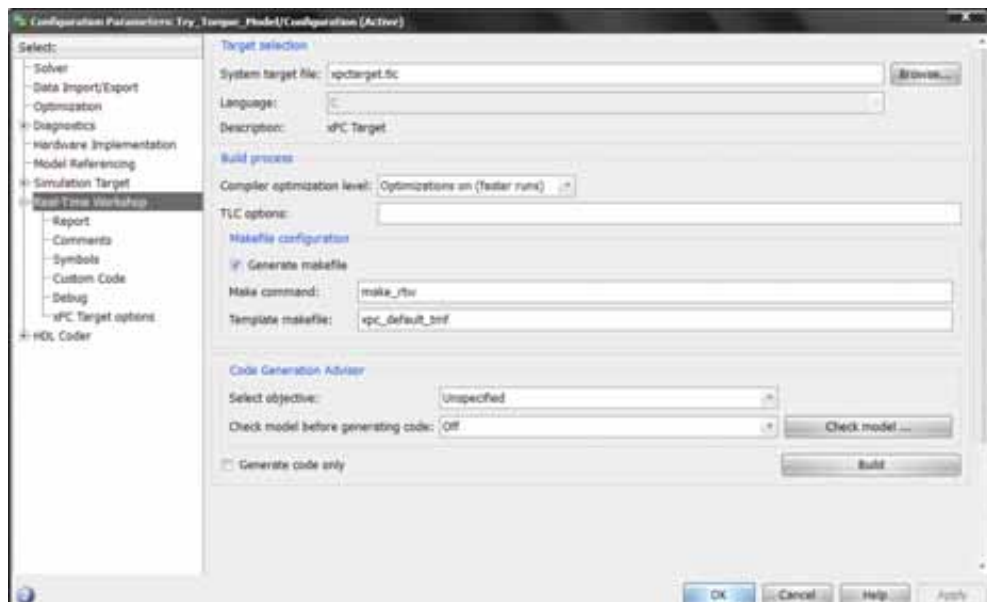 Configuration Parameters: Try_Torque_Model/Configuration (Active)
Select:
Solver
Data Import/Export
Optimization
Diagnostics
Hardware Implementation
Model Referencing
Simulation Target
Real-Time Workshop
Report
Comments
Symbols
Custom Code
Debug
xPC Target options
HDL Coder
Target selection
System target file: xpctarget.tlc Browse...
Language: C
Description: xPC Target
Build process
Compiler optimization level: Optimizations on (faster runs)
TLC options:
Makefile configuration
Generate makefile
Make command: make_rtw
Template makefile: xpc_default_tmf
Code Generation Advisor
Select objective: Unspecified
Check model before generating code: Off Check model ...
Generate code only Build
OK Cancel Help Apply